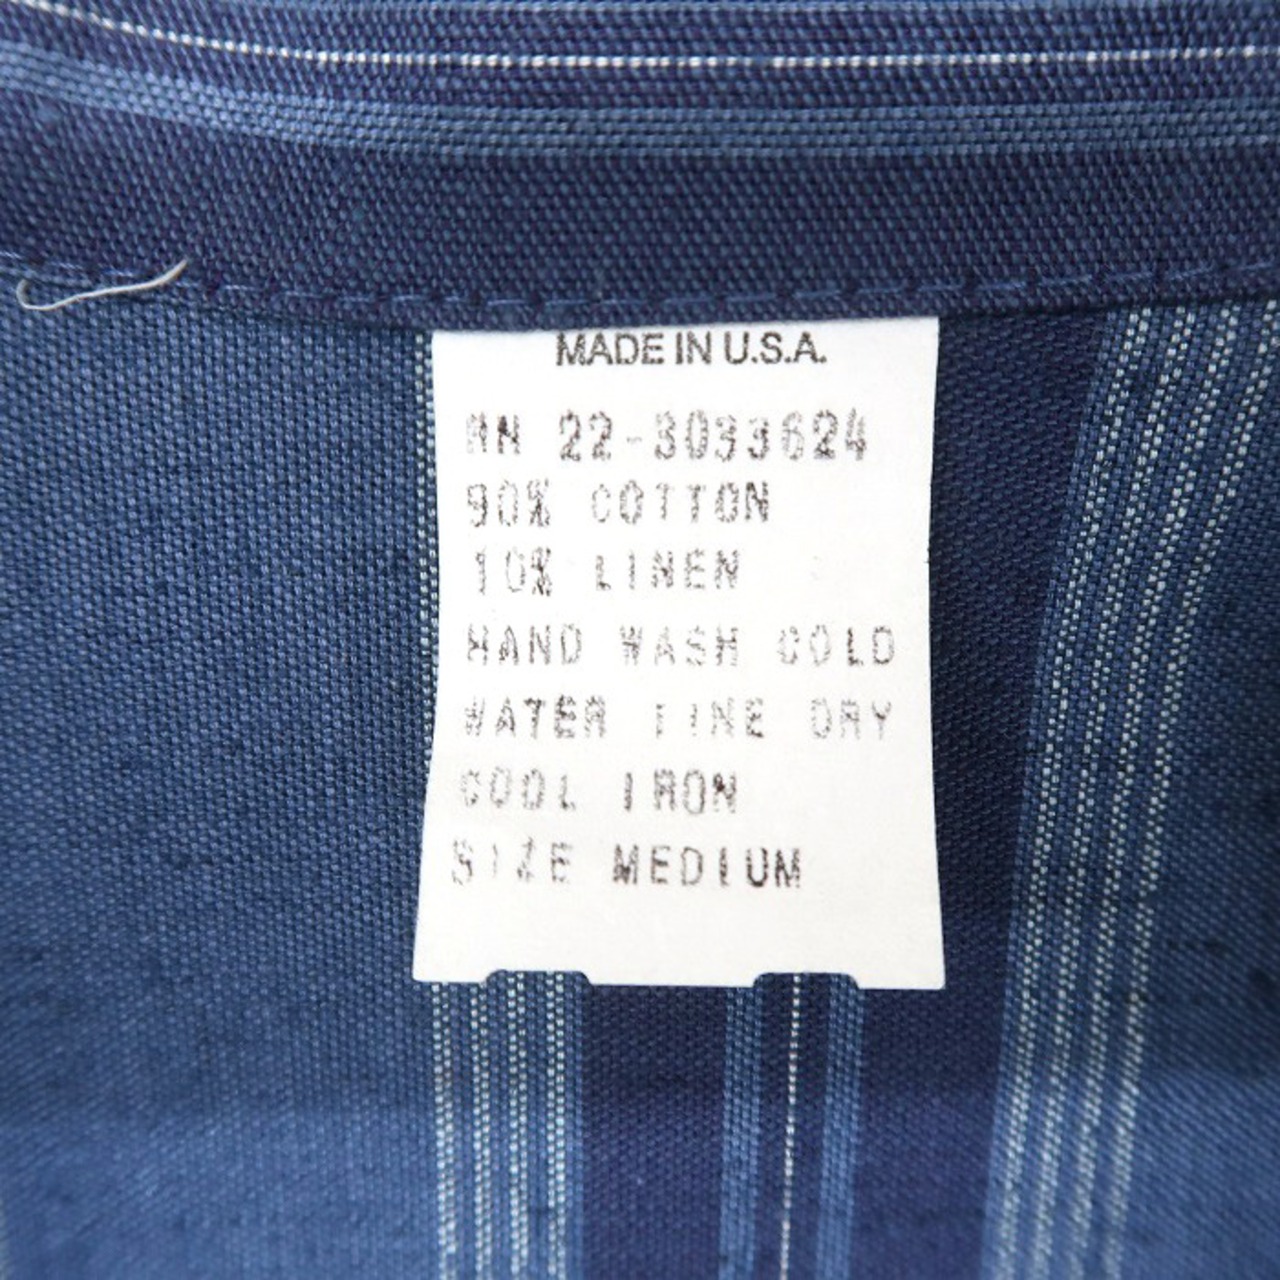 MADE IN U.S.A.
RN 22-3033624
90% COTTON
10% LINEN
HAND WASH COLD
WATER LINE DRY
COOL IRON
SIZE MEDIUM